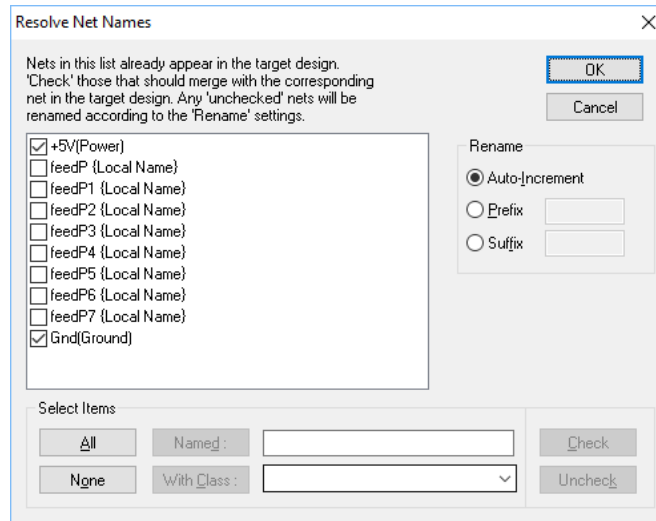 Resolve Net Names
Nets in this list already appear in the target design.
'Check' those that should merge with the corresponding
net in the target design. Any 'unchecked' nets will be
renamed according to the 'Rename' settings.
OK
Cancel
+5V(Power)
feedP {Local Name}
feedP1 {Local Name}
feedP2 {Local Name}
feedP3 {Local Name}
feedP4 {Local Name}
feedP5 {Local Name}
feedP6 {Local Name}
feedP7 {Local Name}
Gnd(Ground)
Rename
Auto-Increment
Prefix
Suffix
Select Items
All
Named :
Check
None
With Class :
Uncheck